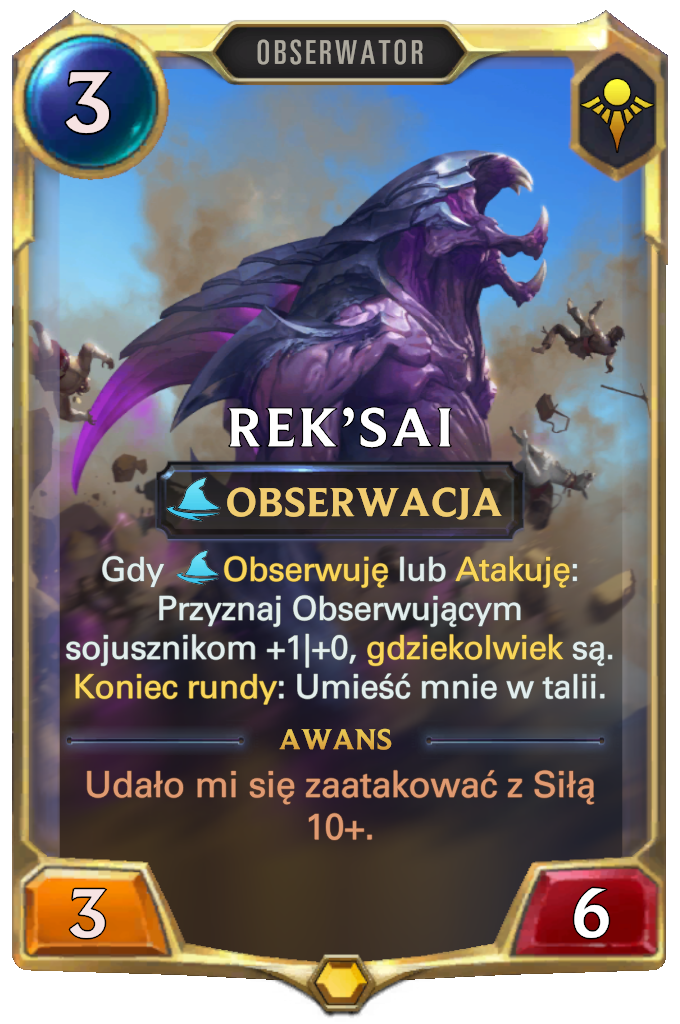 3
OBSERWATOR
REK'SAI
OBSERWACJA
Gdy Obserwuję lub Atakuję:
Przyznaj Obserwującym
sojusznikom +1|+0, gdziekolwiek są.
Koniec rundy: Umieść mnie w talii.
AWANS
Udało mi się zaatakować z Siłą
10+.
3
6